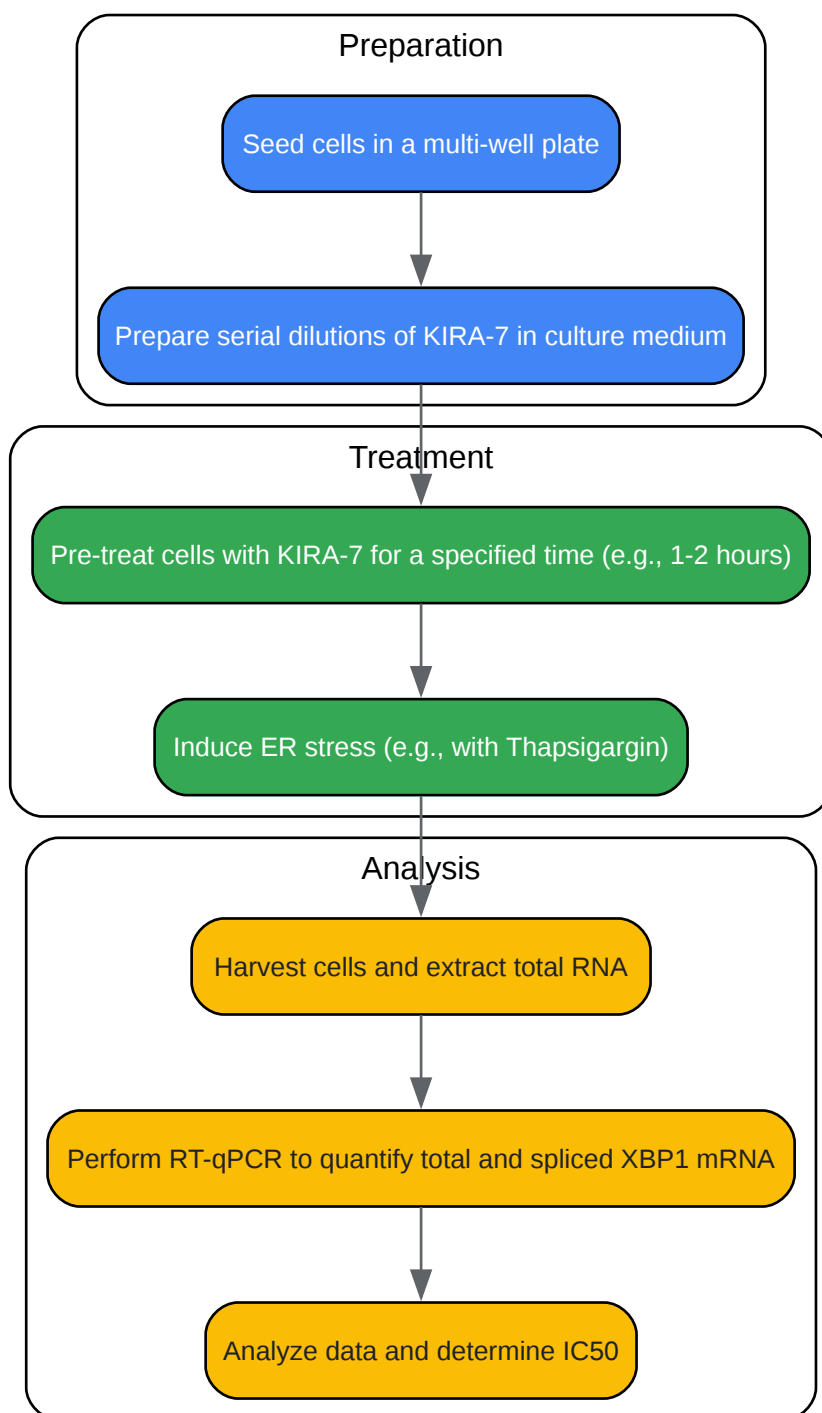 Preparation
Seed cells in a multi-well plate
Prepare serial dilutions of KIRA-7 in culture medium
Treatment
Pre-treat cells with KIRA-7 for a specified time (e.g., 1-2 hours)
Induce ER stress (e.g., with Thapsigargin)
Analysis
Harvest cells and extract total RNA
Perform RT-qPCR to quantify total and spliced XBP1 mRNA
Analyze data and determine IC50